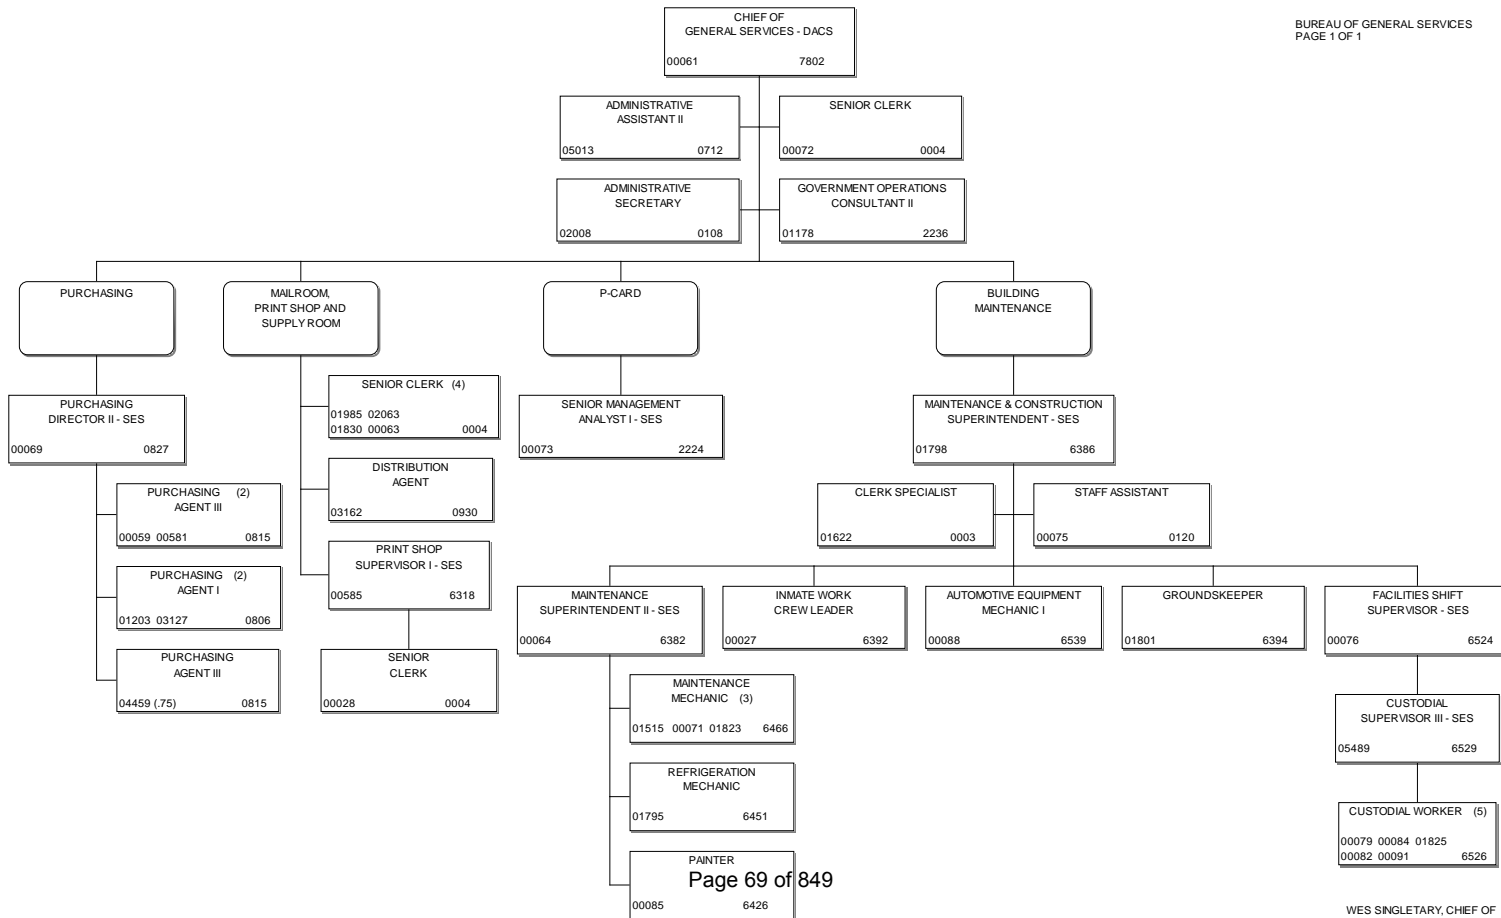 CHIEF OF
GENERAL SERVICES - DACS
00061 7802
BUREAU OF GENERAL SERVICES
PAGE 1 OF 1
ADMINISTRATIVE
ASSISTANT II
05013 0712
SENIOR CLERK
00072 0004
ADMINISTRATIVE
SECRETARY
02008 0108
GOVERNMENT OPERATIONS
CONSULTANT II
01178 2236
PURCHASING
MAILROOM,
PRINT SHOP AND
SUPPLY ROOM
P-CARD
BUILDING
MAINTENANCE
PURCHASING
DIRECTOR II - SES
00069 0827
PURCHASING (2)
AGENT III
00059 00581 0815
PURCHASING (2)
AGENT I
01203 03127 0806
PURCHASING
AGENT III
04459 (.75) 0815
SENIOR CLERK (4)
01985 02063
01830 00063 0004
DISTRIBUTION
AGENT
03162 0930
PRINT SHOP
SUPERVISOR I - SES
00585 6318
SENIOR
CLERK
00028 0004
SENIOR MANAGEMENT
ANALYST I - SES
00073 2224
MAINTENANCE & CONSTRUCTION
SUPERINTENDENT - SES
01798 6386
CLERK SPECIALIST
01622 0003
STAFF ASSISTANT
00075 0120
MAINTENANCE
SUPERINTENDENT II - SES
00064 6382
INMATE WORK
CREW LEADER
00027 6392
AUTOMOTIVE EQUIPMENT
MECHANIC I
00088 6539
GROUNDSKEEPER
01801 6394
FACILITIES SHIFT
SUPERVISOR - SES
00076 6524
MAINTENANCE
MECHANIC (3)
01515 00071 01823 6466
REFRIGERATION
MECHANIC
01795 6451
PAINTER
00085 6426
CUSTODIAL
SUPERVISOR III - SES
05489 6529
CUSTODIAL WORKER (5)
00079 00084 01825
00082 00091 6526
Page 69 of 849
WES SINGLETARY, CHIEF OF